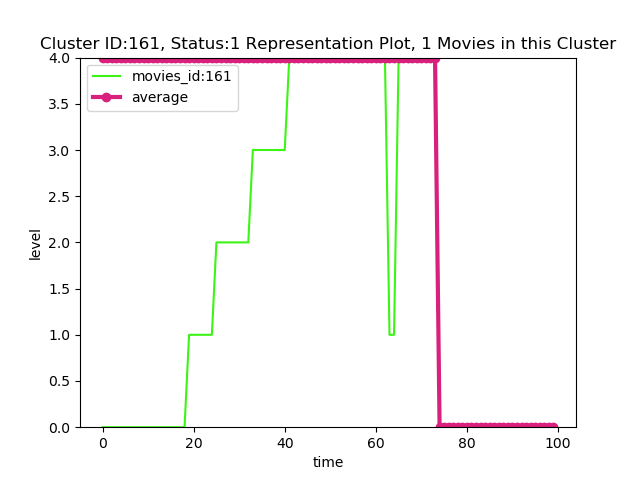 Cluster ID:161, Status:1 Representation Plot, 1 Movies in this Cluster
4.0
3.5
3.0
2.5
2.0
1.5
1.0
0.5
0.0
level
movies_id:161
average
0 20 40 60 80 100
time